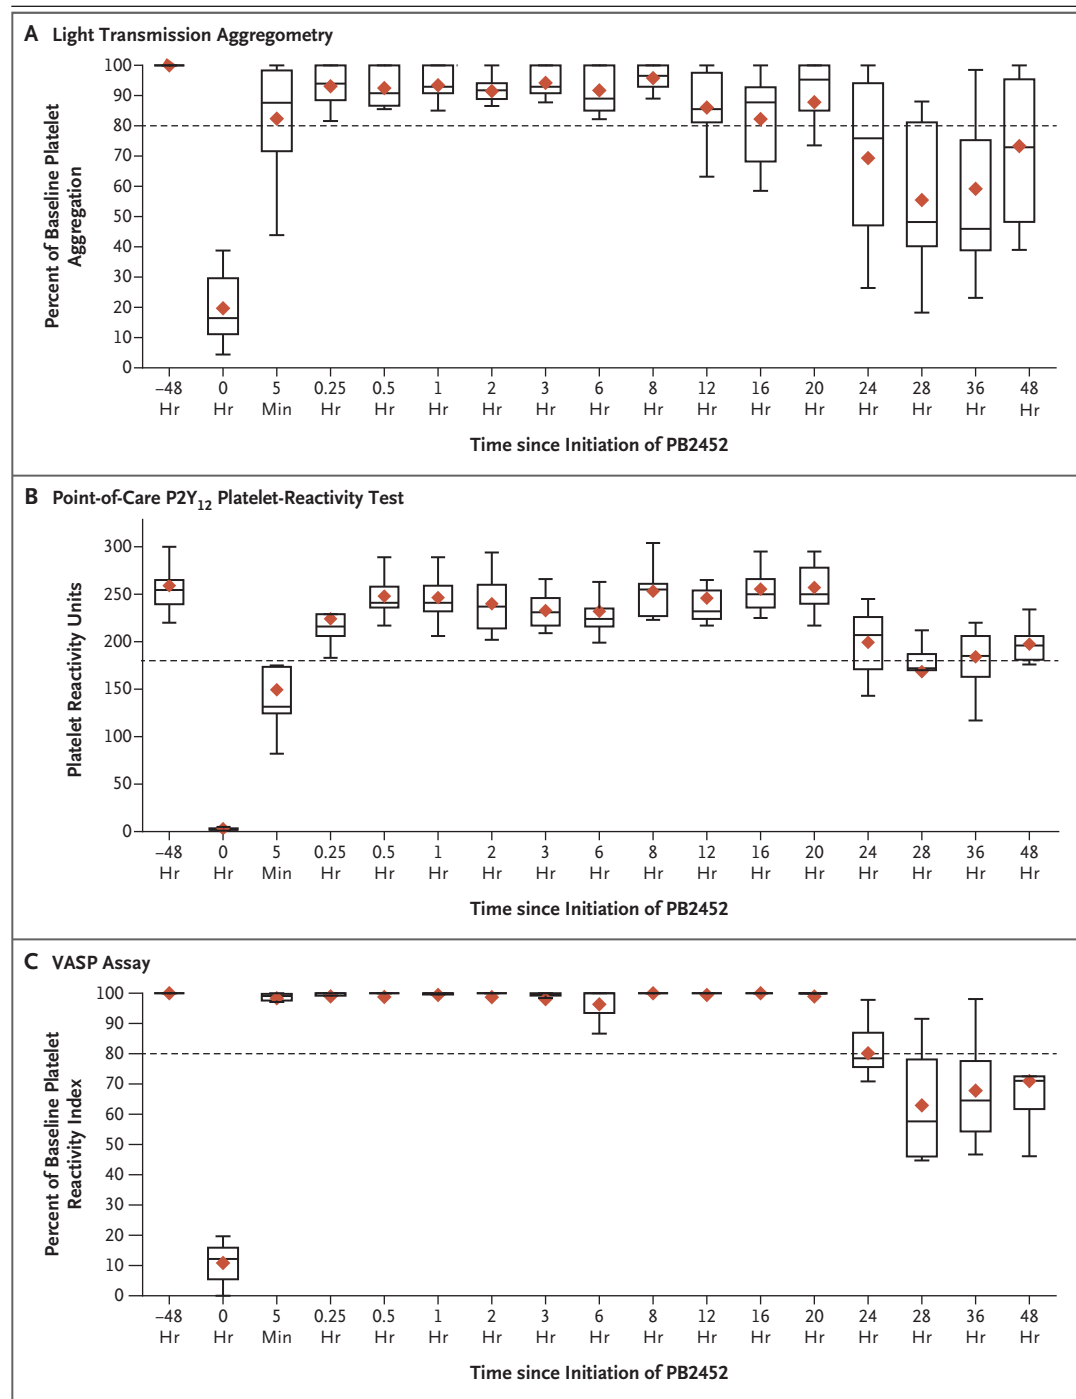 A Light Transmission Aggregometry
Percent of Baseline Platelet
Aggregation
100
90
80
70
60
50
40
30
20
10
0
−48 0 5 0.25 0.5 1 2 3 6 8 12 16 20 24 28 36 48
Hr Hr Min Hr Hr Hr Hr Hr Hr Hr Hr Hr Hr Hr Hr Hr Hr
Time since Initiation of PB2452
B Point-of-Care P2Y12 Platelet-Reactivity Test
Platelet Reactivity Units
300
250
200
150
100
50
0
−48 0 5 0.25 0.5 1 2 3 6 8 12 16 20 24 28 36 48
Hr Hr Min Hr Hr Hr Hr Hr Hr Hr Hr Hr Hr Hr Hr Hr Hr
Time since Initiation of PB2452
C VASP Assay
Percent of Baseline Platelet
Reactivity Index
100
90
80
70
60
50
40
30
20
10
0
−48 0 5 0.25 0.5 1 2 3 6 8 12 16 20 24 28 36 48
Hr Hr Min Hr Hr Hr Hr Hr Hr Hr Hr Hr Hr Hr Hr Hr Hr
Time since Initiation of PB2452